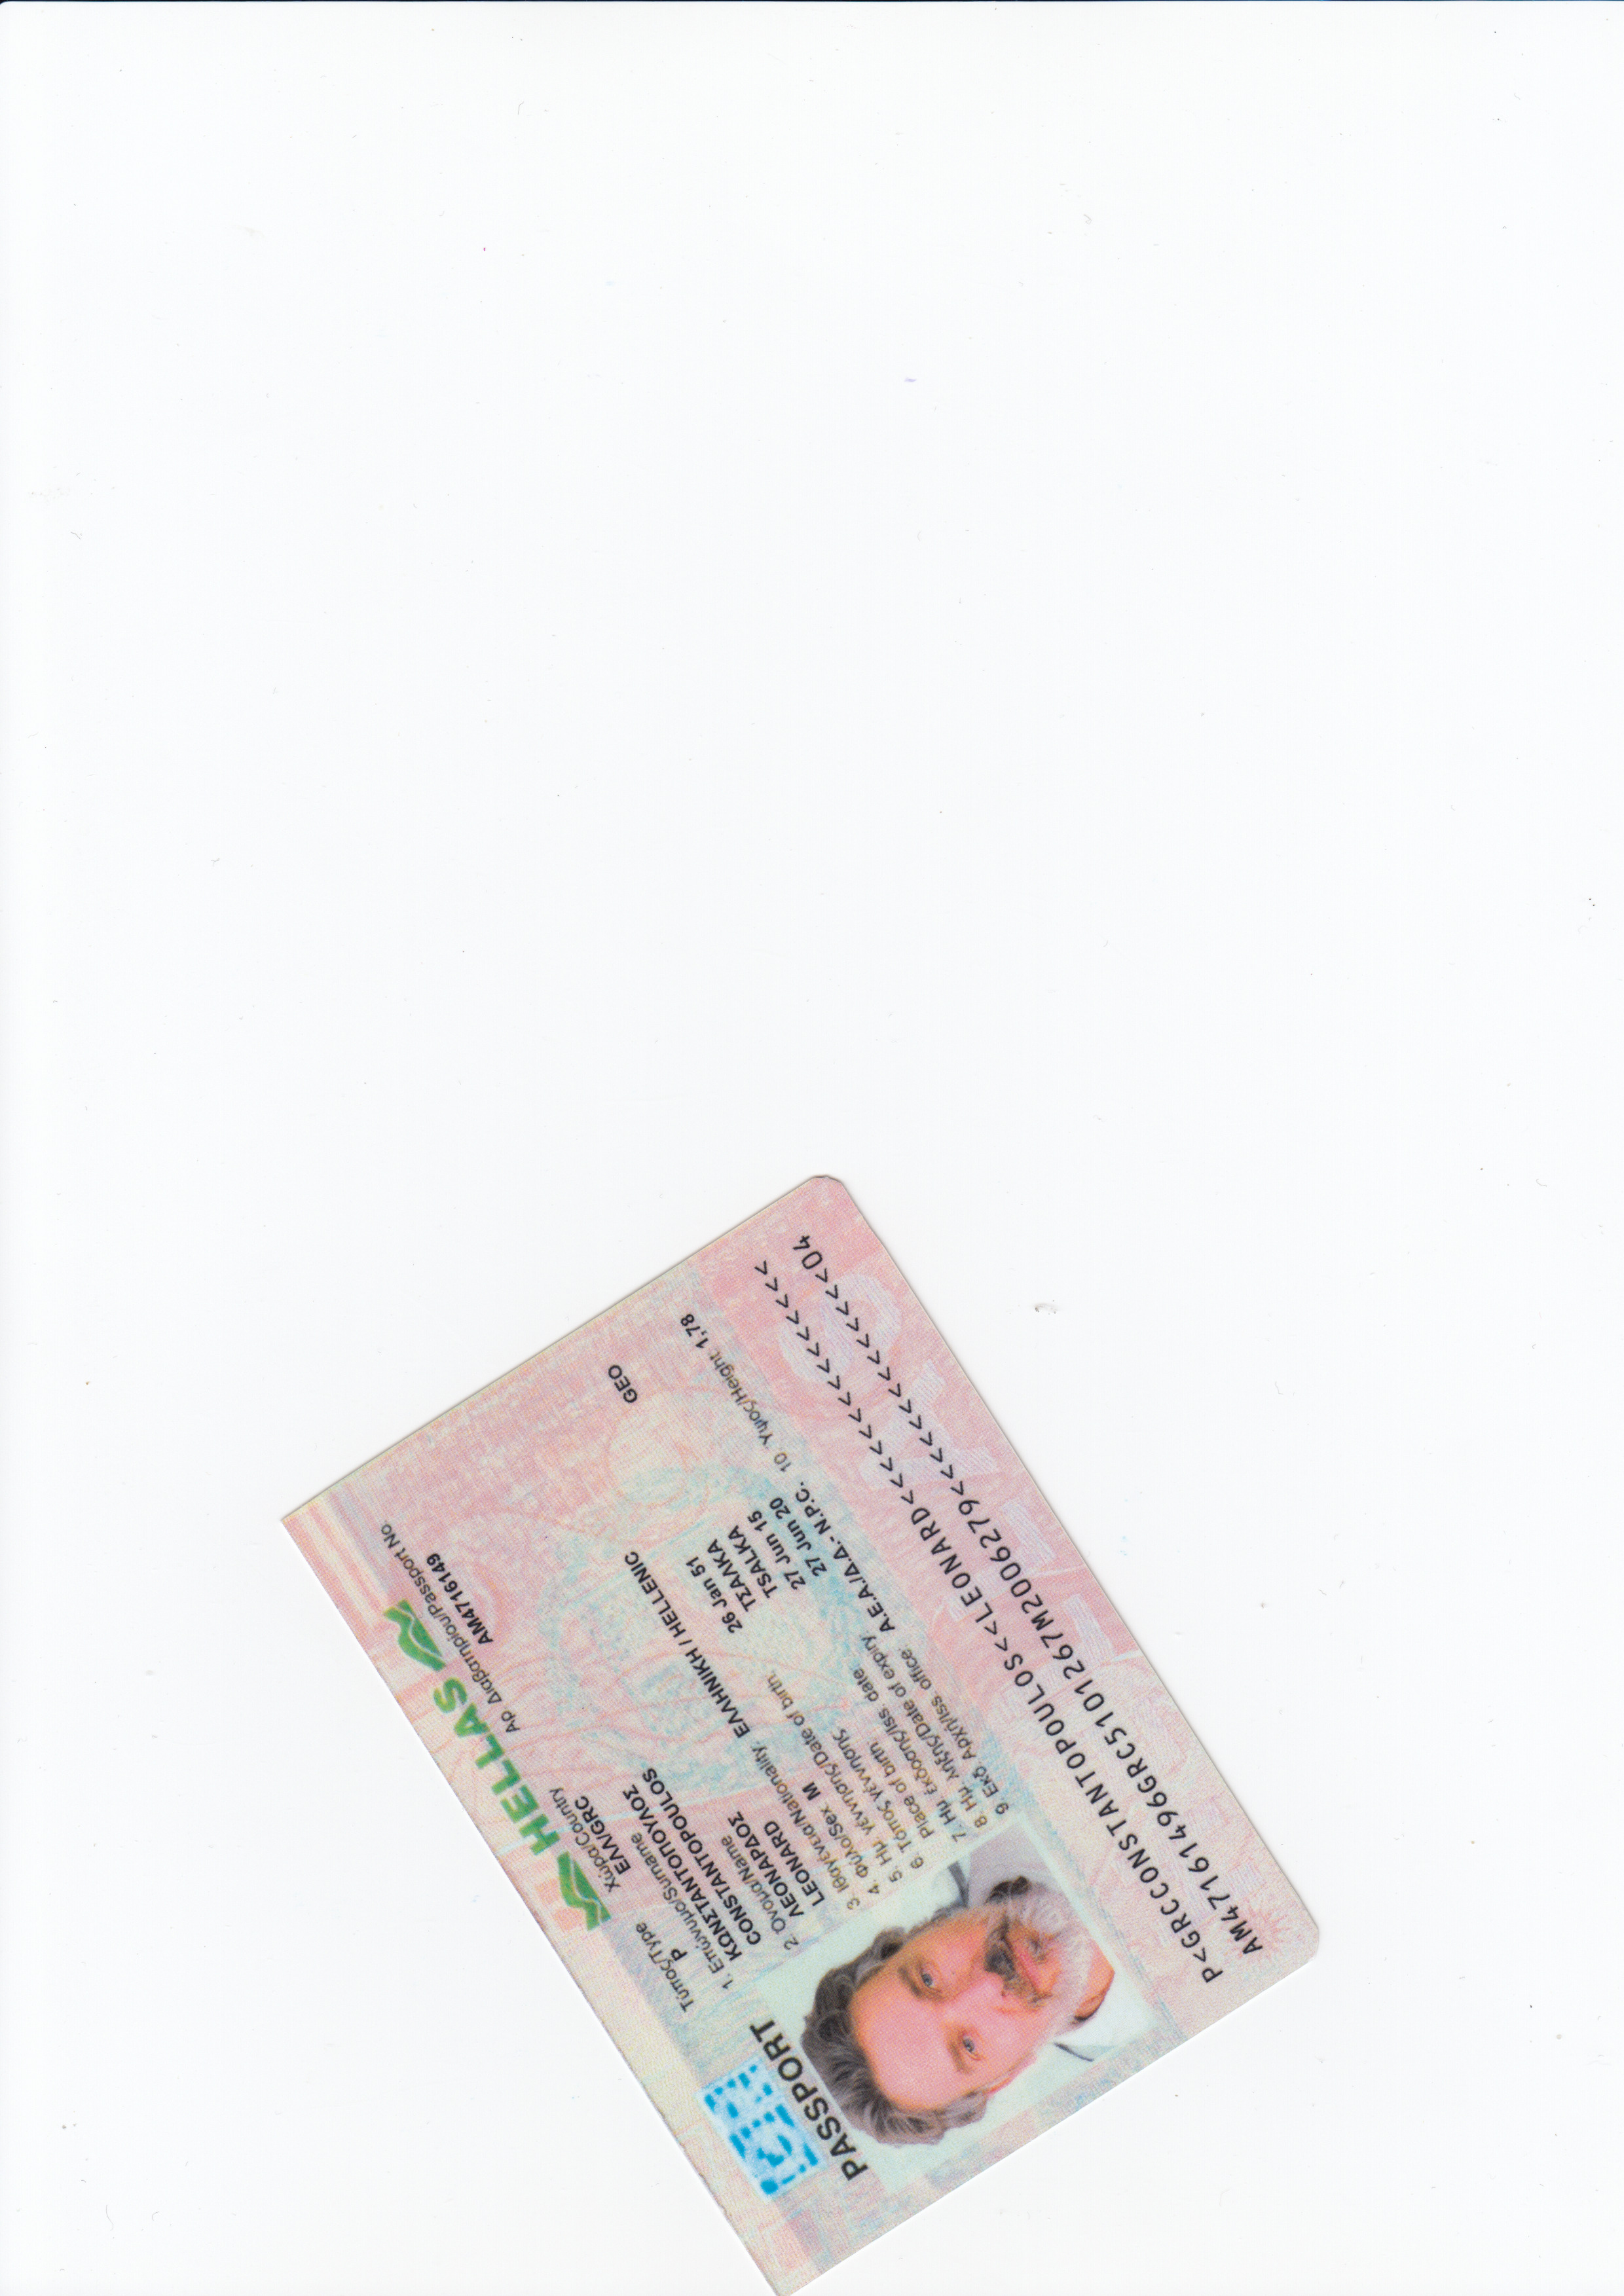 HELLAS
PASSPORT
Τύπος/Type
P
Χώρα/Country
ΕΛΛ/GRC
Αρ. Διαβατηρίου/Passport No
AM4716149
1. Επώνυμο/Surname
ΚΩΝΣΤΑΝΤΟΠΟΥΛΟΣ
CONSTANTOPOULOS
2. Όνομα/Name
ΛΕΟΝΑΡΔΟΣ
LEONARD
3. Ιθαγένεια/Nationality. ΕΛΛΗΝΙΚΗ / HELLENIC
4. Φύλο/Sex M
5. Ημ. γέννησης/Date of birth. 26 Jan 51
6. Τόπος γέννησης ΤΣΑΛΚΑ
Place of birth. TSALKA
GEO
7. Ημ έκδοσης/Iss. date 27 Jun 15
8. Ημ. λήξης/Date of expiry 27 Jun 20
9. Εκδ. Αρχή/Iss. office. Α.Ε.Α./Δ.Δ.- N.P.C. 10 Υψος/Height. 1,78
P<GRCCONSTANTOPOULOS<<LEONARD<<<<<<<<<<<<<<<
AM47161496GRC5101267M2006279<<<<<<<<<<<<<<04